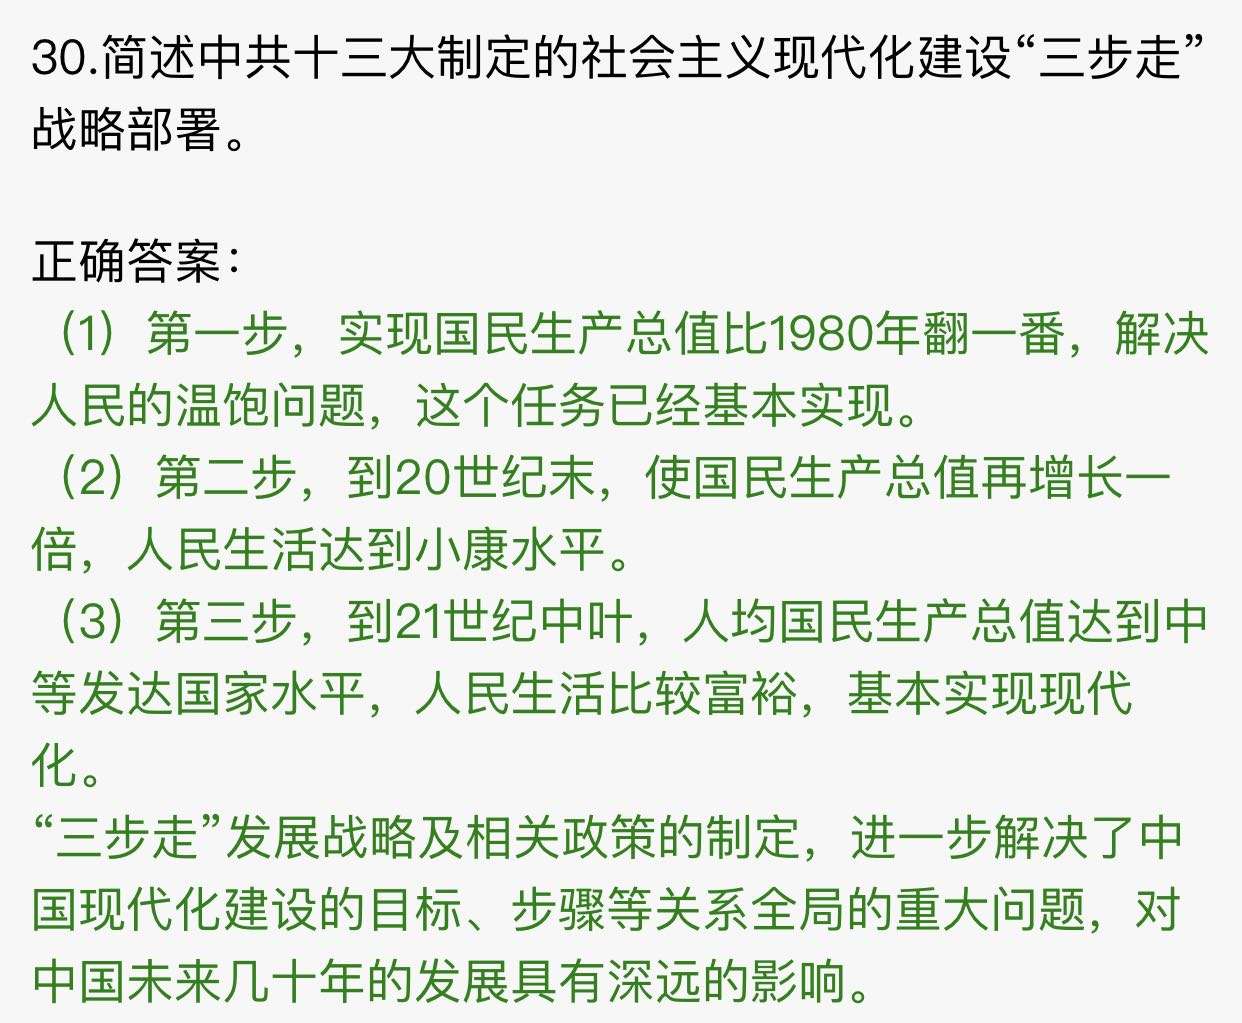 30.简述中共十三大制定的社会主义现代化建设“三步走”
战略部署。
正确答案：
（1）第一步，实现国民生产总值比1980年翻一番，解决
人民的温饱问题，这个任务已经基本实现。
（2）第二步，到20世纪末，使国民生产总值再增长一
倍，人民生活达到小康水平。
（3）第三步，到21世纪中叶，人均国民生产总值达到中
等发达国家水平，人民生活比较富裕，基本实现现代
化。
“三步走”发展战略及相关政策的制定，进一步解决了中
国现代化建设的目标、步骤等关系全局的重大问题，对
中国未来几十年的发展具有深远的影响。